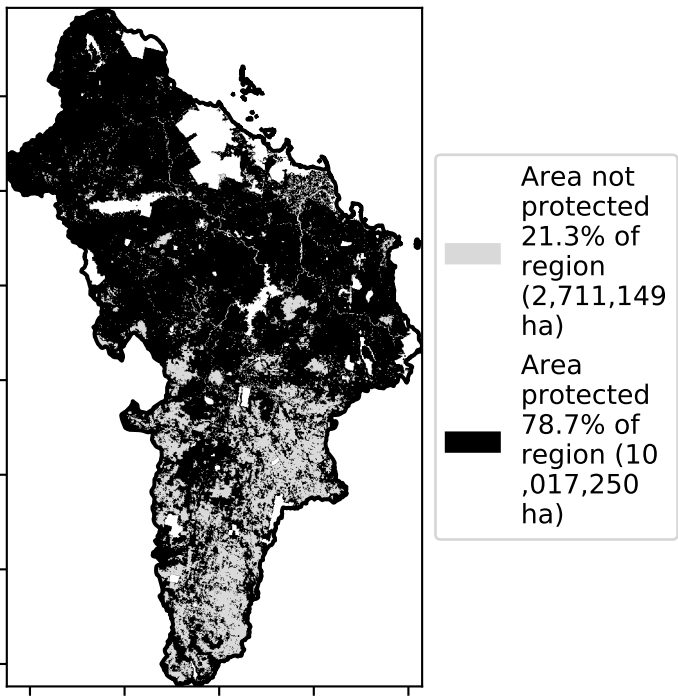 Area not
protected
21.3% of
region
(2,711,149
ha)
Area
protected
78.7% of
region (10
,017,250
ha)